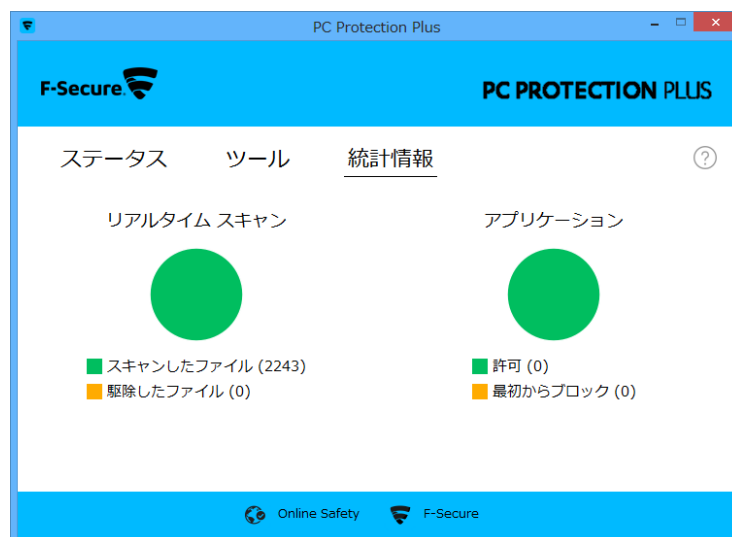 PC Protection Plus
F-Secure.
PC PROTECTION PLUS
ステータス ツール 統計情報 ?
リアルタイム スキャン
アプリケーション
スキャンしたファイル (2243)
駆除したファイル (0)
許可 (0)
最初からブロック (0)
Online Safety F-Secure